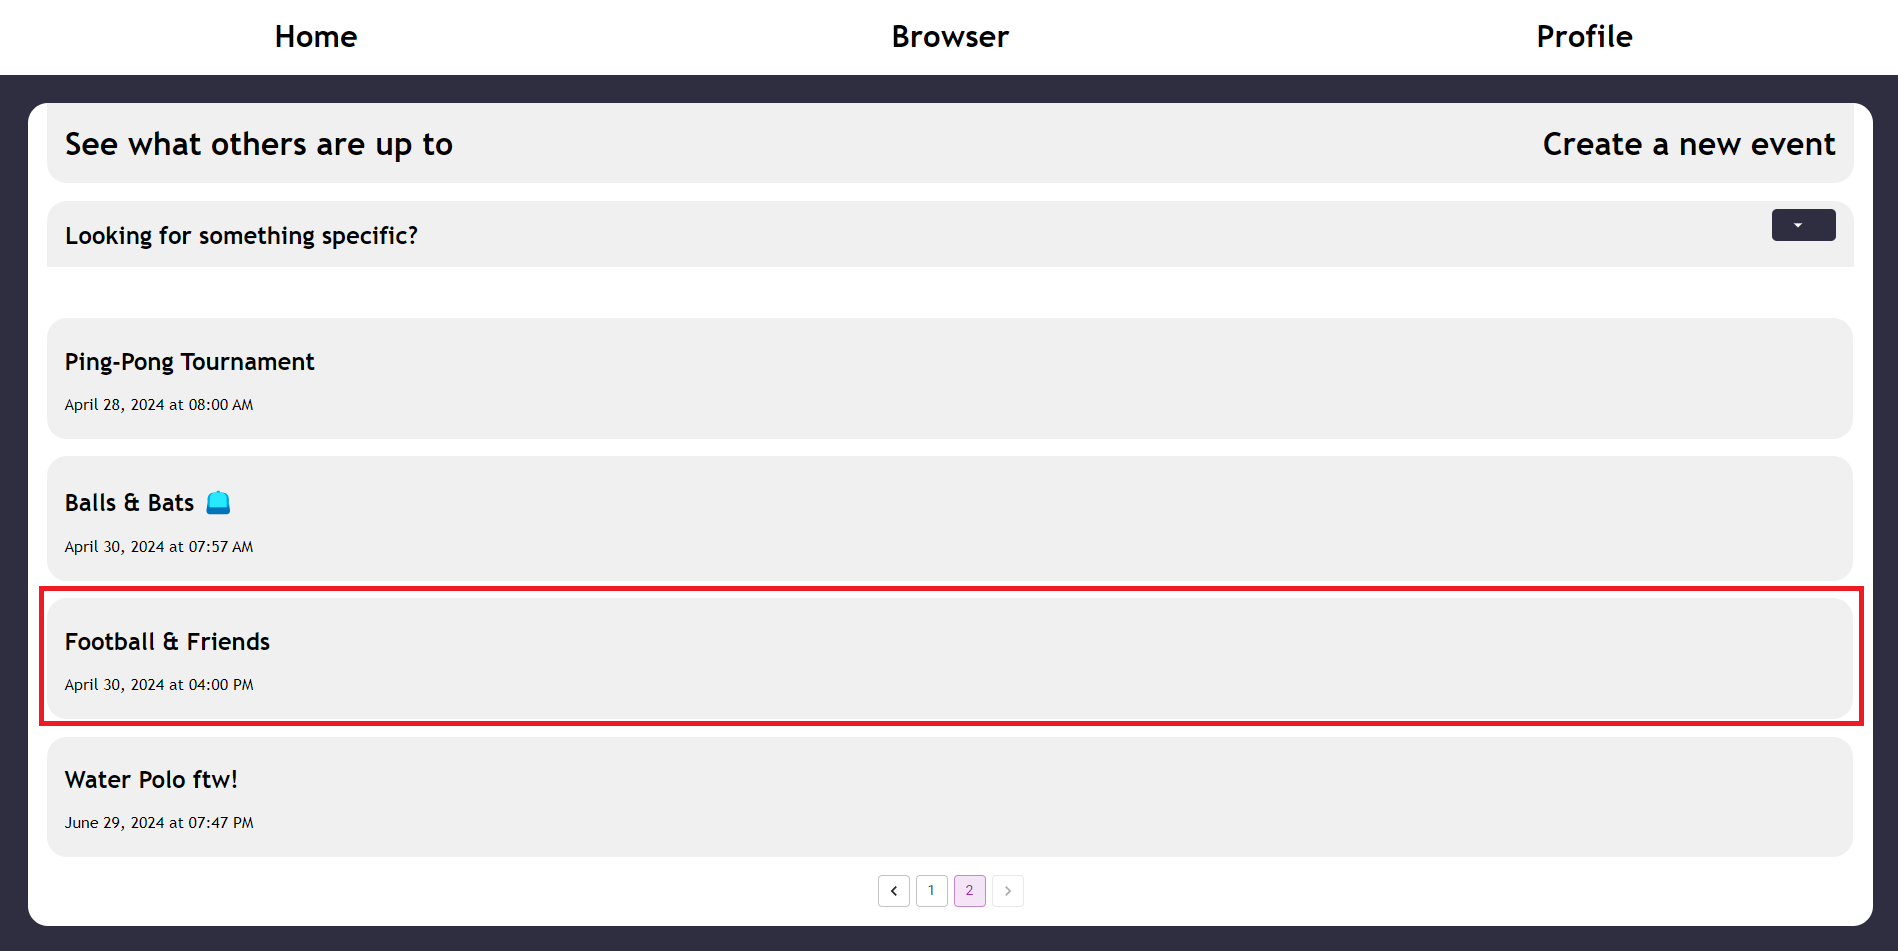 Home Browser Profile
See what others are up to Create a new event
Looking for something specific?
Ping-Pong Tournament
April 28, 2024 at 08:00 AM
Balls & Bats 🧢
April 30, 2024 at 07:57 AM
Football & Friends
April 30, 2024 at 04:00 PM
Water Polo ftw!
June 29, 2024 at 07:47 PM
1 2